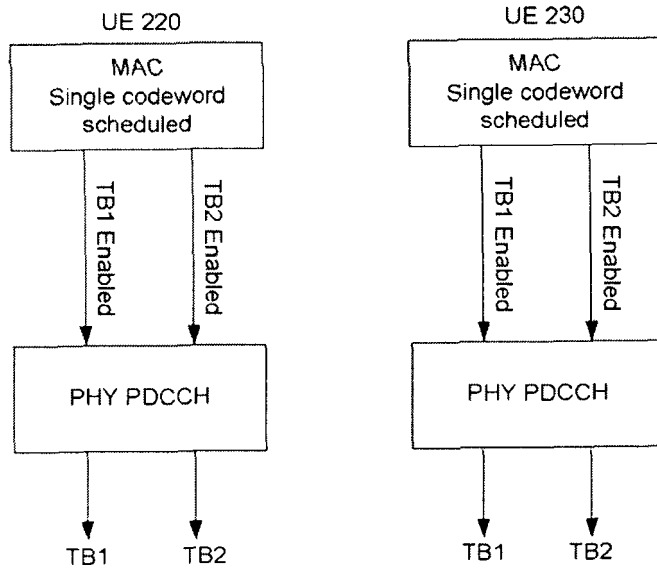 UE 220
MAC
Single codeword
scheduled
TB1 Enabled
TB2 Enabled
PHY PDCCH
TB1
TB2
UE 230
MAC
Single codeword
scheduled
TB1 Enabled
TB2 Enabled
PHY PDCCH
TB1
TB2